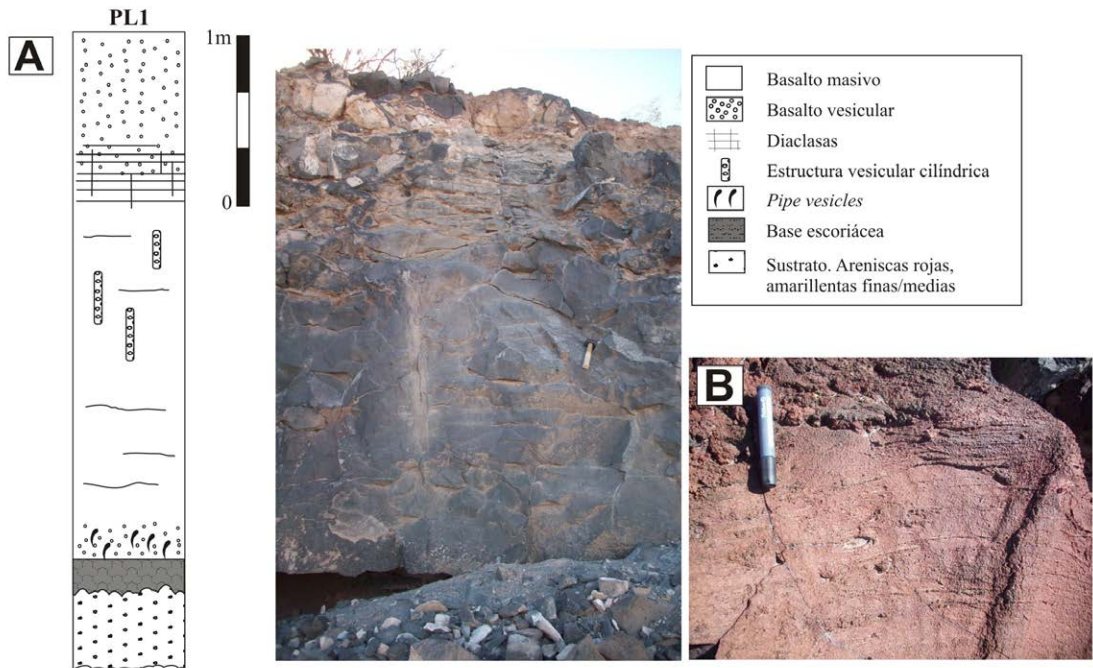 PL1
A
1m
0
Basalto masivo
Basalto vesicular
Diaclasas
Estructura vesicular cilíndrica
Pipe vesicles
Base escoriácea
Sustrato. Areniscas rojas,
amarillentas finas/medias
B